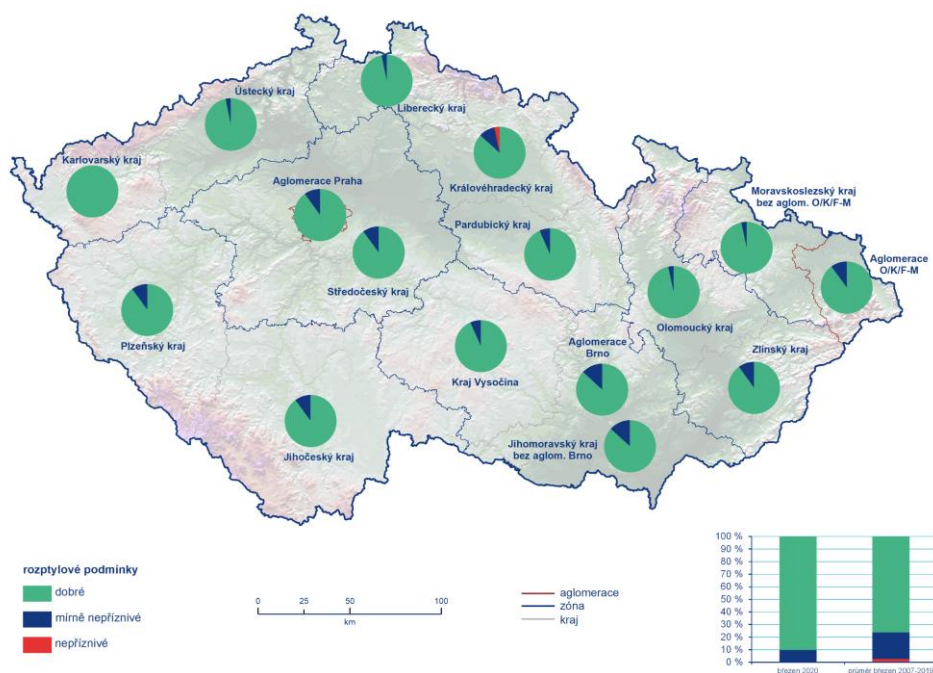 Ústecký kraj
Liberecký kraj
Karlovarský kraj
Královéhradecký kraj
Aglomerace Praha
Moravskoslezský kraj
bez aglom. O/K/F-M
Pardubický kraj
Aglomerace
O/K/F-M
Středočeský kraj
Olomoucký kraj
Plzeňský kraj
Aglomerace
Brno
Zlínský kraj
Kraj Vysočina
Jihomoravský kraj
bez aglom. Brno
Jihočeský kraj
rozptylové podmínky
dobré
mírně nepříznivé
nepříznivé
0 25 50 100
km
aglomerace
zóna
kraj
100 %
90 %
80 %
70 %
60 %
50 %
40 %
30 %
20 %
10 %
0 %
březen 2020
průměr březen 2007-2019